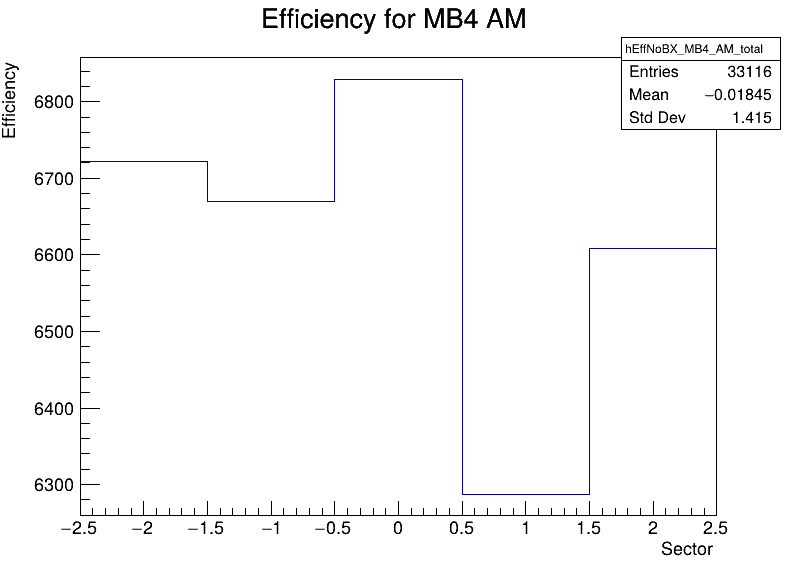 Efficiency for MB4 AM
hEffNoBX_MB4_AM_total
Entries 33116
Mean −0.01845
Std Dev 1.415
Efficiency
6800
6700
6600
6500
6400
6300
−2.5 −2 −1.5 −1 −0.5 0 0.5 1 1.5 2 2.5
Sector